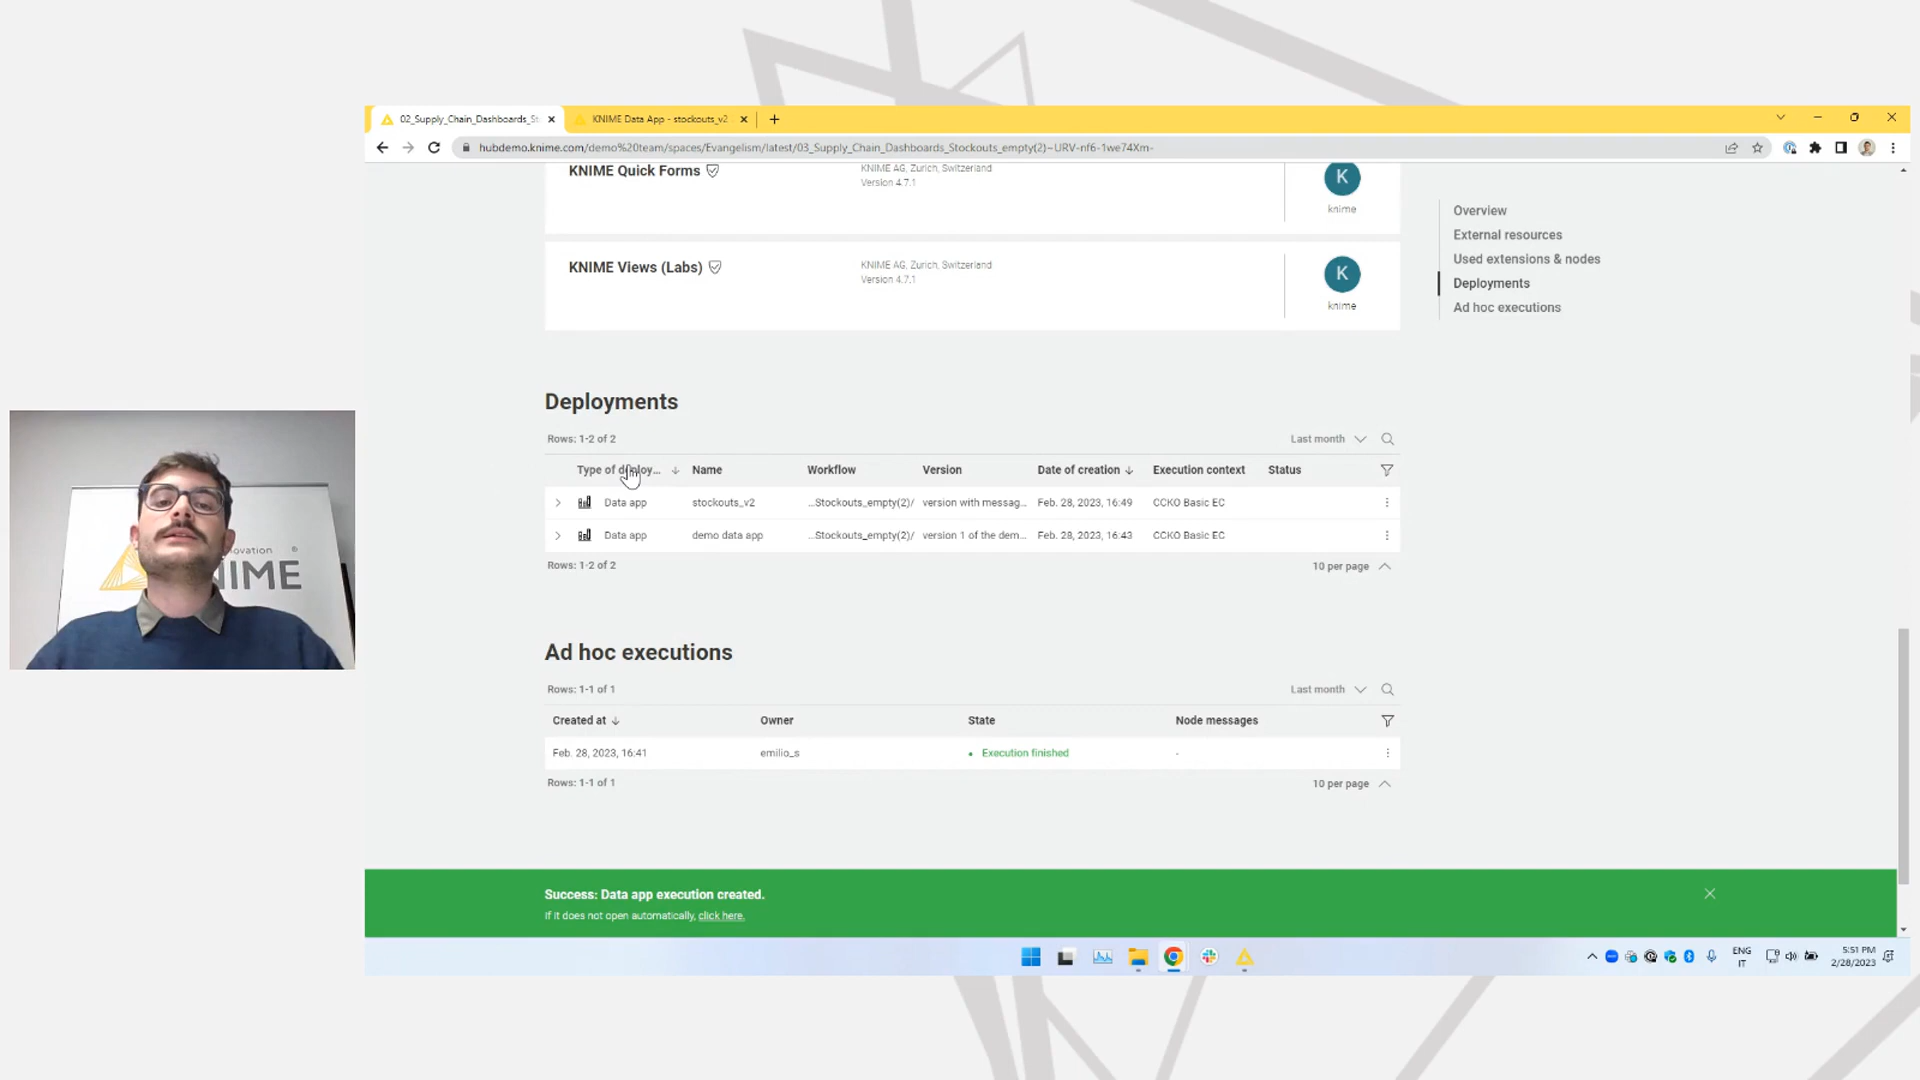 02_Supply_Chain_Dashboards_St
KNIME Data App - stockouts_v2
hubdemo.knime.com/demo%20team/spaces/Evangelism/latest/03_Supply_Chain_Dashboards_Stockouts_empty(2)~URV-nf6-1we74Xm-
KNIME Quick Forms
KNIME AG, Zurich, Switzerland
Version 4.7.1
K
knime
KNIME Views (Labs)
KNIME AG, Zurich, Switzerland
Version 4.7.1
K
knime
Overview
External resources
Used extensions & nodes
Deployments
Ad hoc executions
Deployments
Rows: 1-2 of 2
Last month
Type of deploy... Name Workflow Version Date of creation Execution context Status
Data app stockouts_v2 ...Stockouts_empty(2)/ version with messag... Feb. 28, 2023, 16:49 CCKO Basic EC
Data app demo data app ...Stockouts_empty(2)/ version 1 of the dem... Feb. 28, 2023, 16:43 CCKO Basic EC
Rows: 1-2 of 2
10 per page
Ad hoc executions
Rows: 1-1 of 1
Last month
Created at Owner State Node messages
Feb. 28, 2023, 16:41 emilio_s Execution finished -
Rows: 1-1 of 1
10 per page
Success: Data app execution created.
If it does not open automatically, click here.
ENG
IT
5:51 PM
2/28/2023
novation
NIME